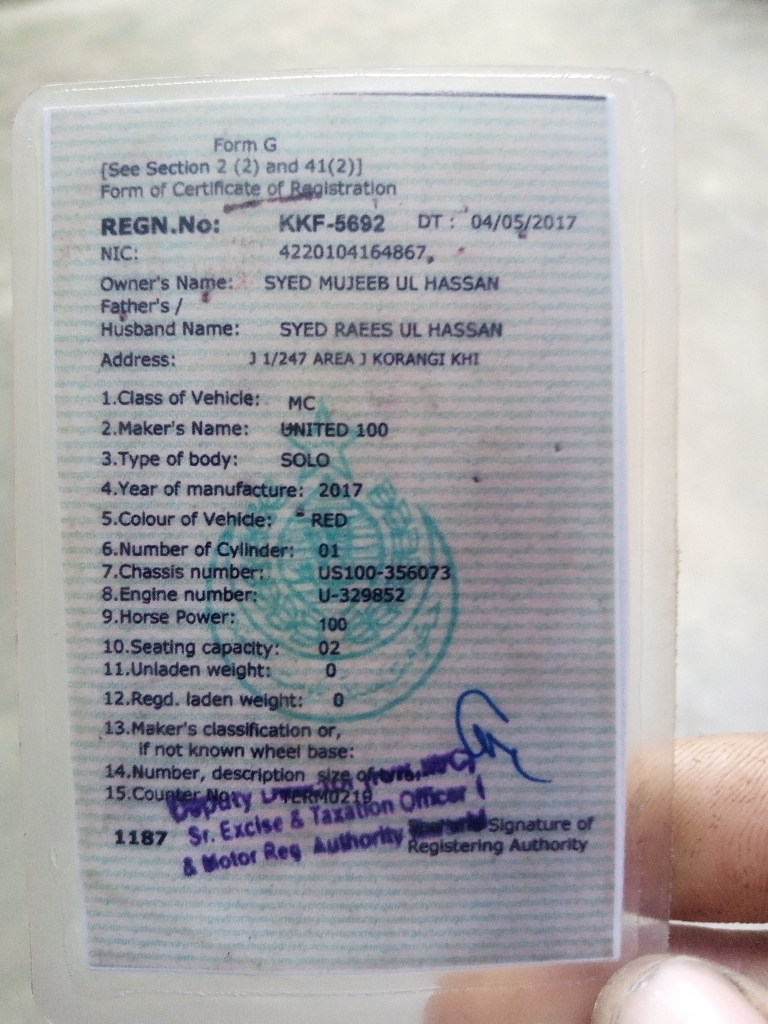 Form G
[See Section 2 (2) and 41(2)]
Form of Certificate of Registration
REGN.No: KKF-5692 DT : 04/05/2017
NIC: 4220104164867,
Owner's Name: SYED MUJEEB UL HASSAN
Father's /
Husband Name: SYED RAEES UL HASSAN
Address: J 1/247 AREA J KORANGI KHI
1.Class of Vehicle: MC
2.Maker's Name: UNITED 100
3.Type of body: SOLO
4.Year of manufacture: 2017
5.Colour of Vehicle: RED
6.Number of Cylinder: 01
7.Chassis number: US100-356073
8.Engine number: U-329852
9.Horse Power: 100
10.Seating capacity: 02
11.Unladen weight: 0
12.Regd. laden weight: 0
13.Maker's classification or,
if not known wheel base:
14.Number, description size of
15.Counter No: TERM0219
Deputy
Sr. Excise & Taxation Officer
& Motor Reg Authority
1187 Signature of
Registering Authority